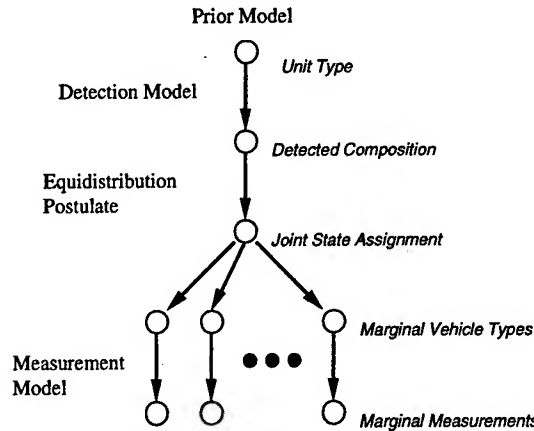 Prior Model
Unit Type
Detection Model
Detected Composition
Equidistribution
Postulate
Joint State Assignment
Marginal Vehicle Types
Measurement
Model
Marginal Measurements